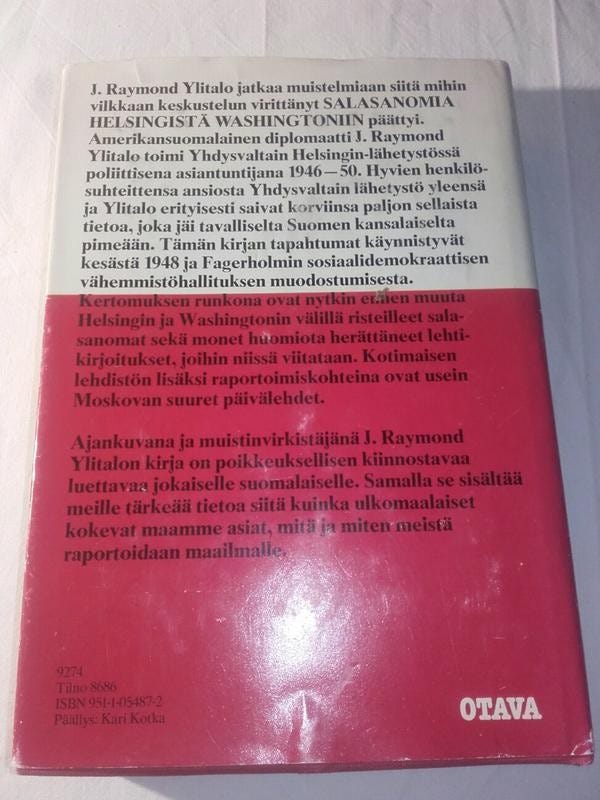 J. Raymond Ylitalo jatkaa muistelmiaan siitä mihin
vilkkaan keskustelun virittänyt SALASANOMIA
HELSINGISTÄ WASHINGTONIIN päättyi.
Amerikansuomalainen diplomaatti J. Raymond
Ylitalo toimi Yhdysvaltain Helsingin-lähetystössä
poliittisena asiantuntijana 1946–50. Hyvien henkilö-
suhteittensa ansiosta Yhdysvaltain lähetystö yleensä
ja Ylitalo erityisesti saivat korviinsa paljon sellaista
tietoa, joka jäi tavalliselta Suomen kansalaiselta
pimeään. Tämän kirjan tapahtumat käynnistyvät
kesästä 1948 ja Fagerholmin sosiaalidemokraattisen
vähemmistöhallituksen muodostumisesta.
Kertomuksen runkona ovat nytkin ennen muuta
Helsingin ja Washingtonin välillä risteilleet sala-
sanomat sekä monet huomiota herättäneet lehti-
kirjoitukset, joihin niissä viitataan. Kotimaisen
lehdistön lisäksi raportoimiskohteina ovat usein
Moskovan suuret päivälehdet.
Ajankuvana ja muistinvirkistäjänä J. Raymond
Ylitalon kirja on poikkeuksellisen kiinnostavaa
luettavaa jokaiselle suomalaiselle. Samalla se sisältää
meille tärkeää tietoa siitä kuinka ulkomaalaiset
kokevat maamme asiat, mitä ja miten meistä
raportoidaan maailmalle.
9274
Tilno 8686
ISBN 951-1-05487-2
Päällys: Kari Kotka
OTAVA